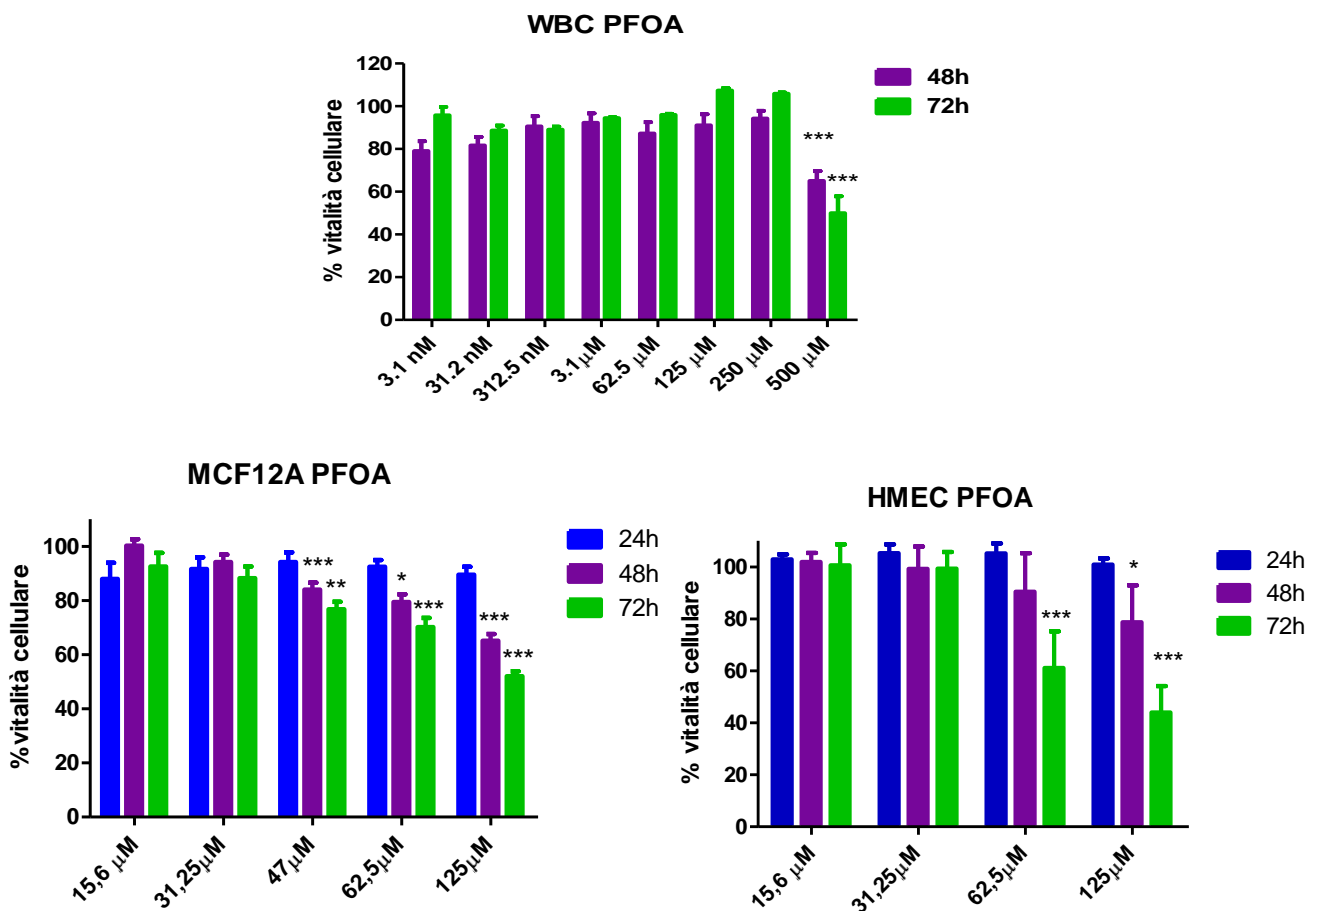 WBC PFOA
% vitalità cellulare
120
100
80
60
40
20
0
***
***
3.1 nM
31.2 nM
312.5 nM
3.1μM
62.5 μM
125 μM
250 μM
500 μM
48h
72h
MCF12A PFOA
%vitalità cellulare
100
80
60
40
20
0
***
**
*
***
***
***
15,6 μM
31,25μM
47μM
62,5μM
125μM
24h
48h
72h
HMEC PFOA
% vitalità cellulare
100
80
60
40
20
0
***
*
***
15,6 μM
31,25μM
62,5μM
125μM
24h
48h
72h